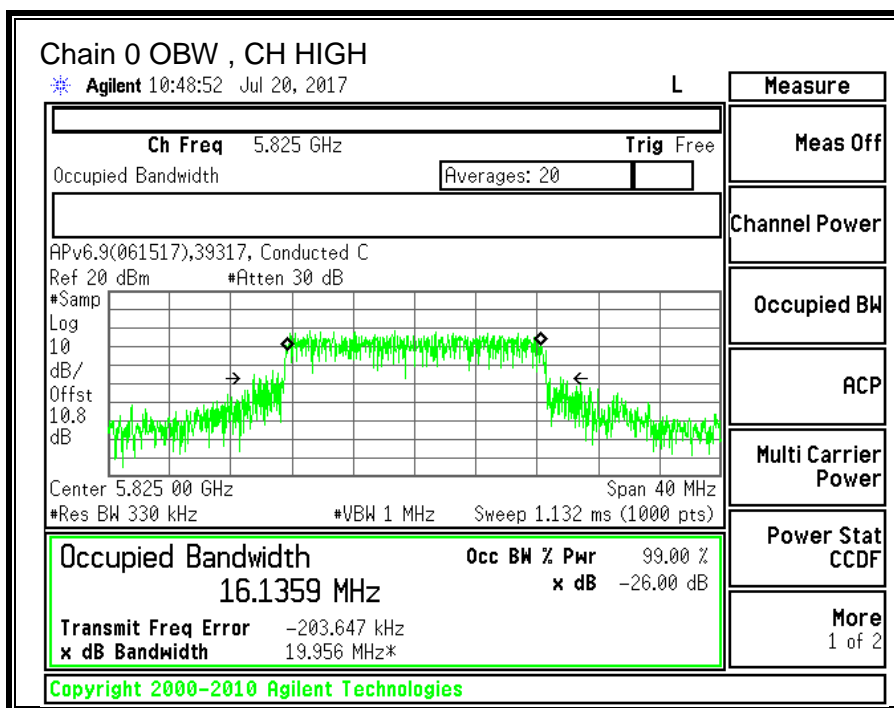 Chain 0 OBW , CH HIGH
Agilent 10:48:52 Jul 20, 2017 L
Measure
Ch Freq 5.825 GHz Trig Free
Meas Off
Occupied Bandwidth Averages: 20
Channel Power
APv6.9(061517),39317, Conducted C
Ref 20 dBm #Atten 30 dB
#Samp
Log
10
dB/
Offst
10.8
dB
Occupied BW
ACP
Center 5.825 00 GHz Span 40 MHz
#Res BW 330 kHz #VBW 1 MHz Sweep 1.132 ms (1000 pts)
Multi Carrier
Power
Occupied Bandwidth Occ BW % Pwr 99.00 %
16.1359 MHz x dB -26.00 dB
Power Stat
CCDF
Transmit Freq Error -203.647 kHz
x dB Bandwidth 19.956 MHz*
More
1 of 2
Copyright 2000-2010 Agilent Technologies